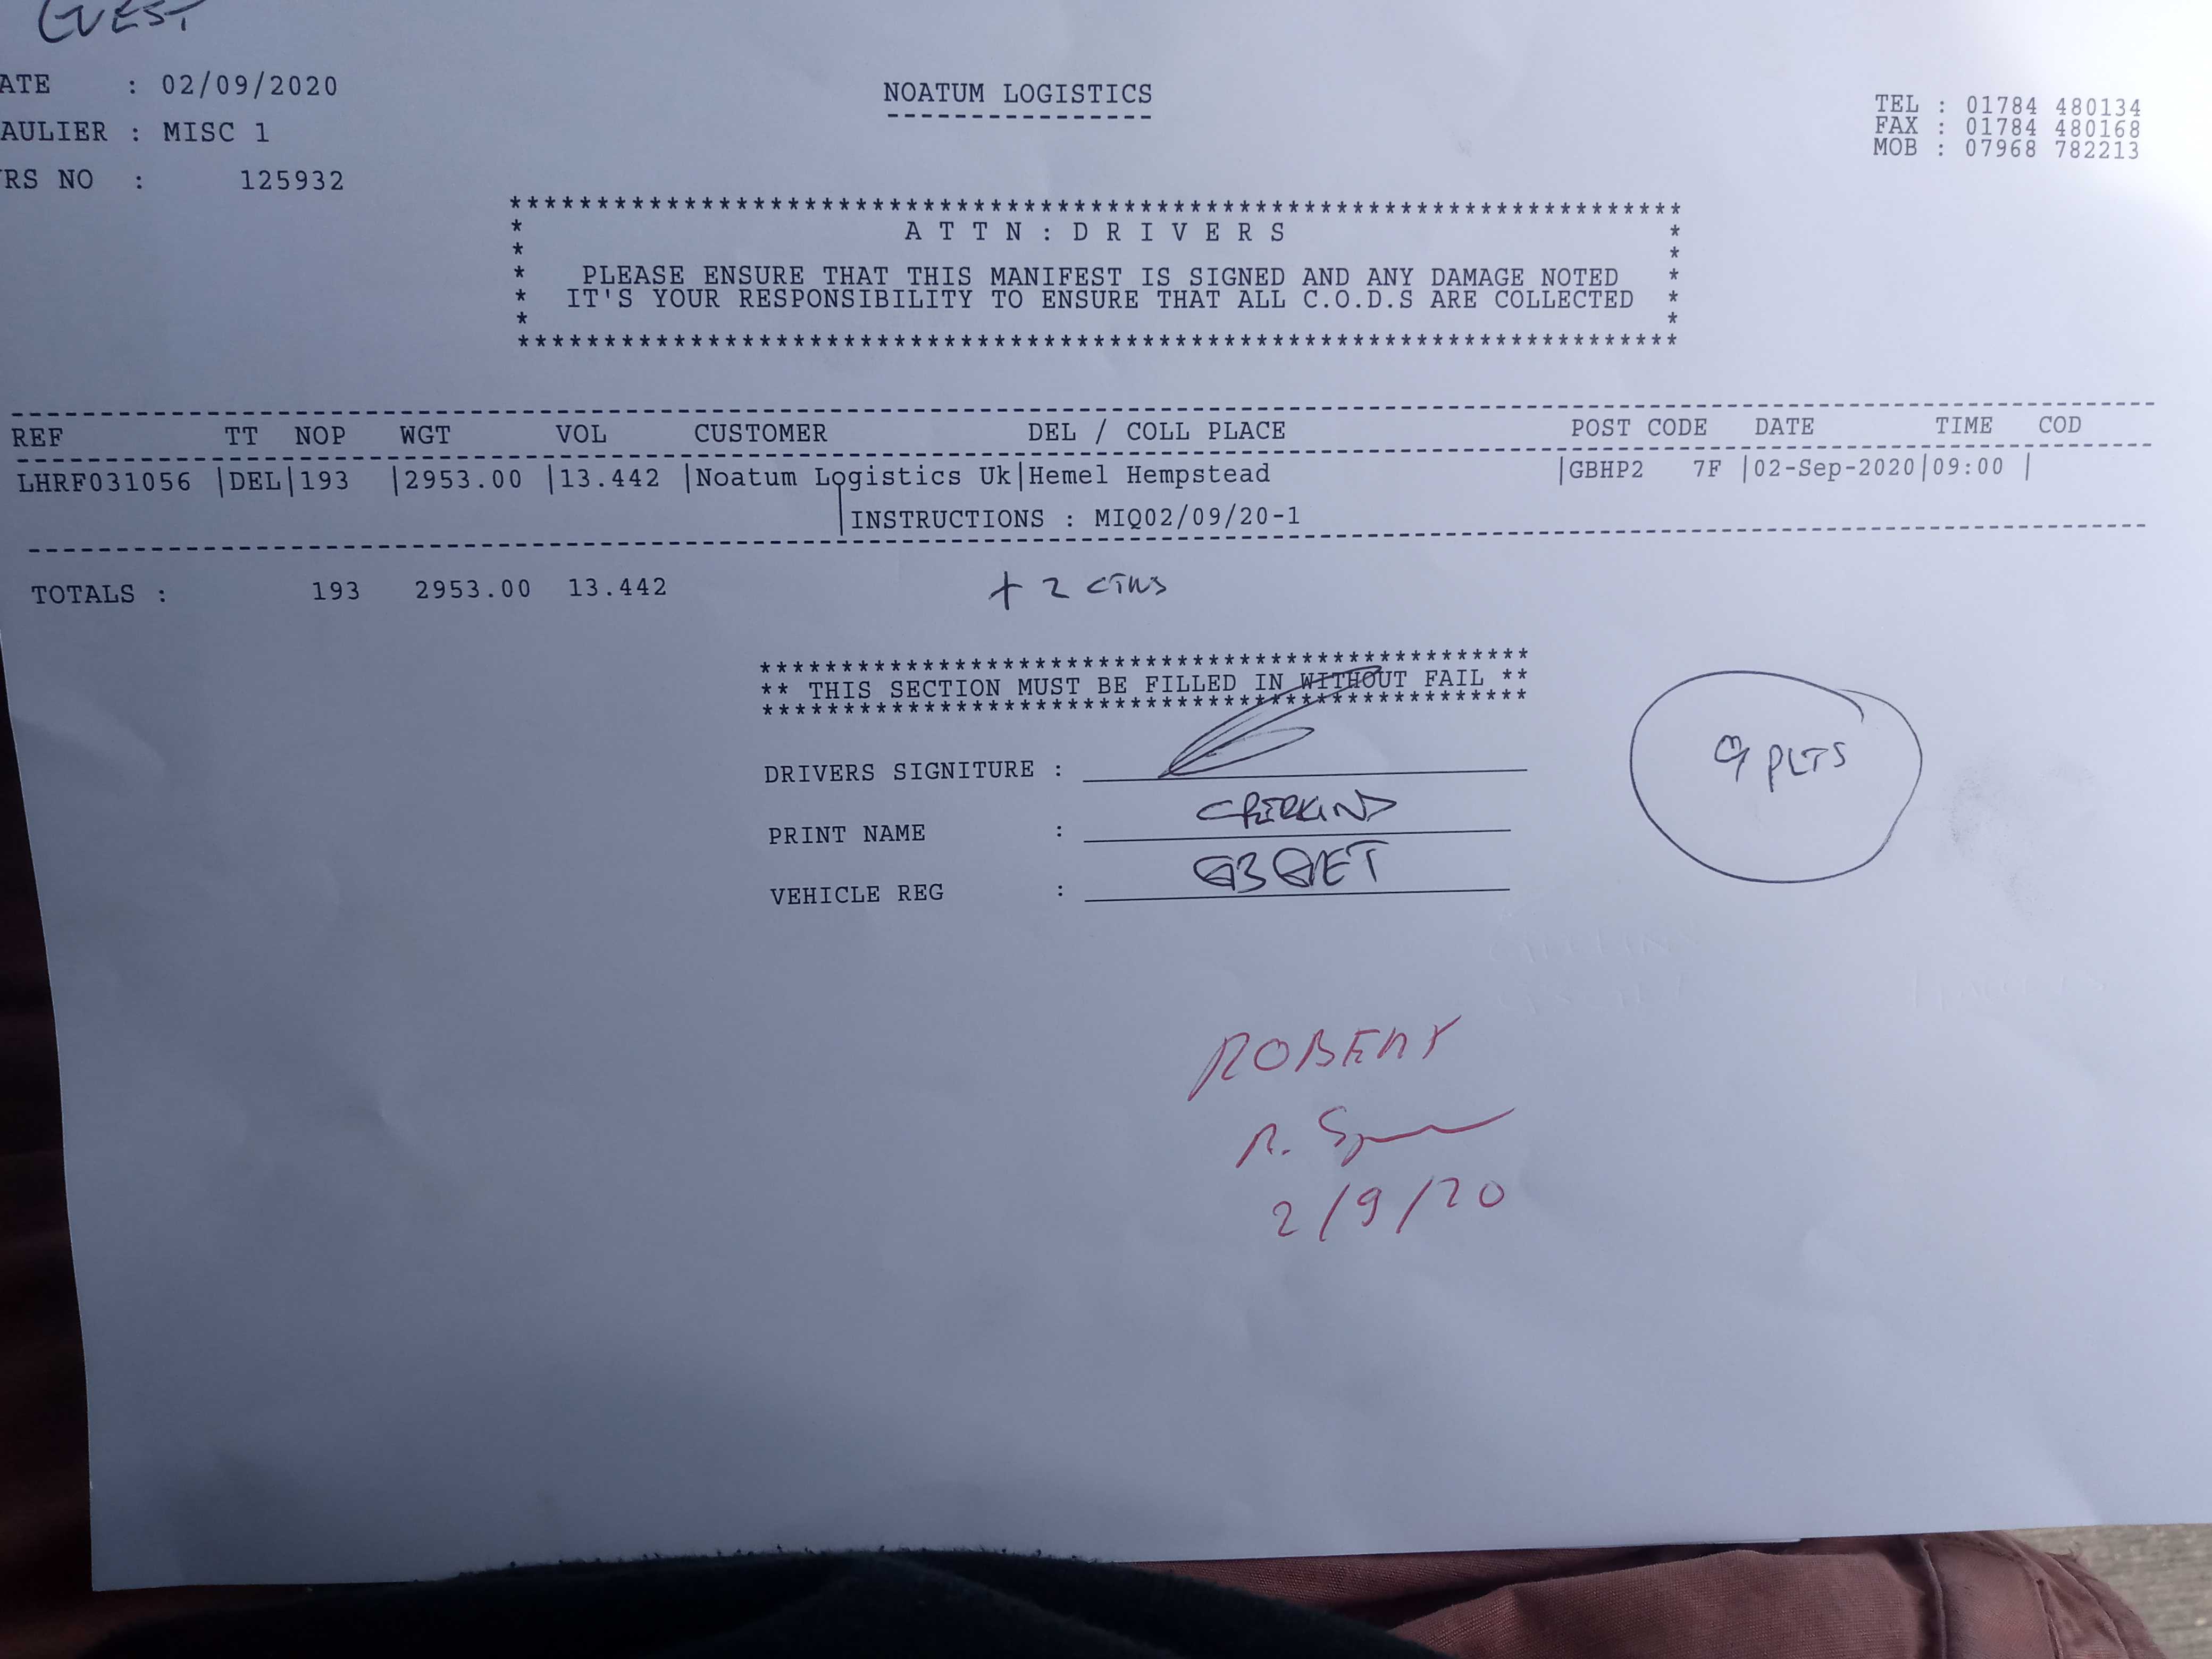 GUEST
ATE : 02/09/2020
NOATUM LOGISTICS
----------------
TEL : 01784 480134
AULIER : MISC 1
FAX : 01784 480168
MOB : 07968 782213
RS NO : 125932
ATTN:DRIVERS
PLEASE ENSURE THAT THIS MANIFEST IS SIGNED AND ANY DAMAGE NOTED
IT'S YOUR RESPONSIBILITY TO ENSURE THAT ALL C.O.D.S ARE COLLECTED
REF TT NOP WGT VOL CUSTOMER DEL / COLL PLACE POST CODE DATE TIME COD
LHRF031056 |DEL|193 |2953.00 |13.442 |Noatum Logistics Uk|Hemel Hempstead |GBHP2 7F |02-Sep-2020|09:00 |
|INSTRUCTIONS : MIQ02/09/20-1
TOTALS : 193 2953.00 13.442
+ 2 CTNS
** THIS SECTION MUST BE FILLED IN WITHOUT FAIL **
DRIVERS SIGNITURE :
9 PLTS
PRINT NAME :
VEHICLE REG :
ROBERT
R.
2/9/20